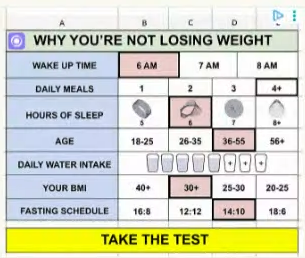 A B C D
WHY YOU'RE NOT LOSING WEIGHT
WAKE UP TIME 6 AM 7 AM 8 AM
DAILY MEALS 1 2 3 4+
HOURS OF SLEEP 5 6 7 8+
AGE 18-25 26-35 36-55 56+
DAILY WATER INTAKE + + +
YOUR BMI 40+ 30+ 25-30 20-25
FASTING SCHEDULE 16:8 12:12 14:10 18:6
TAKE THE TEST